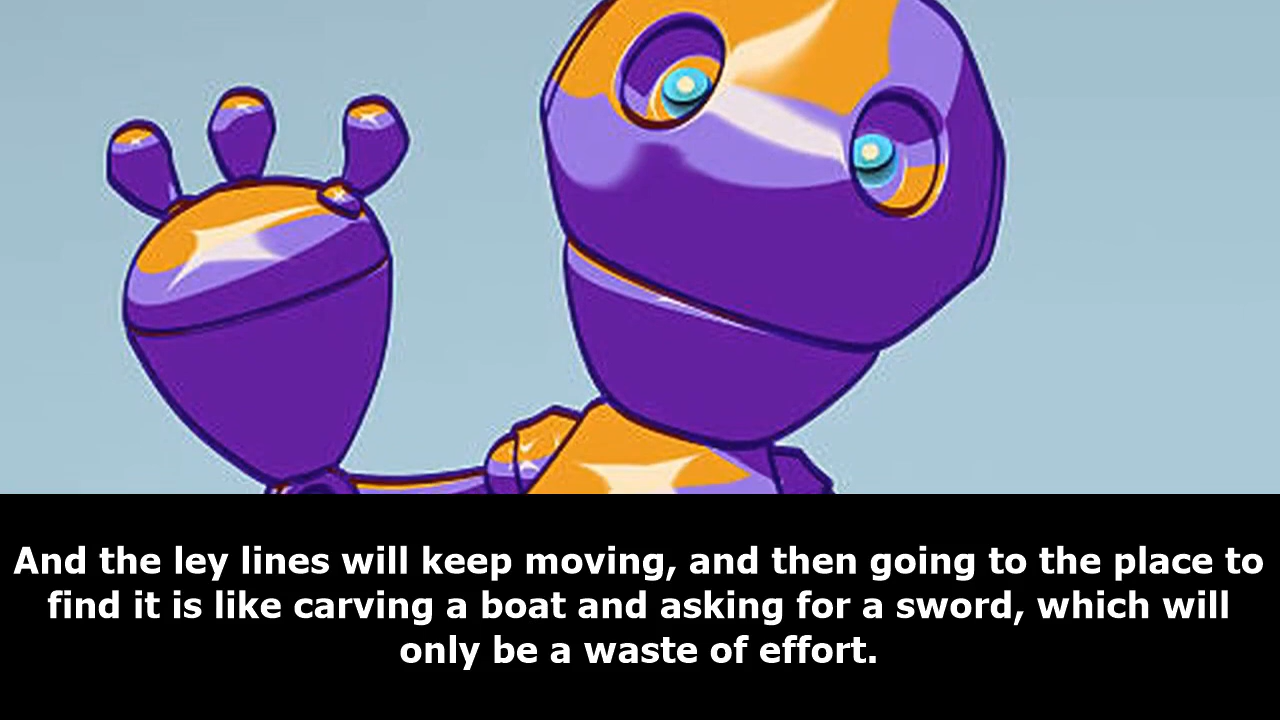 And the ley lines will keep moving, and then going to the place to
find it is like carving a boat and asking for a sword, which will
only be a waste of effort.